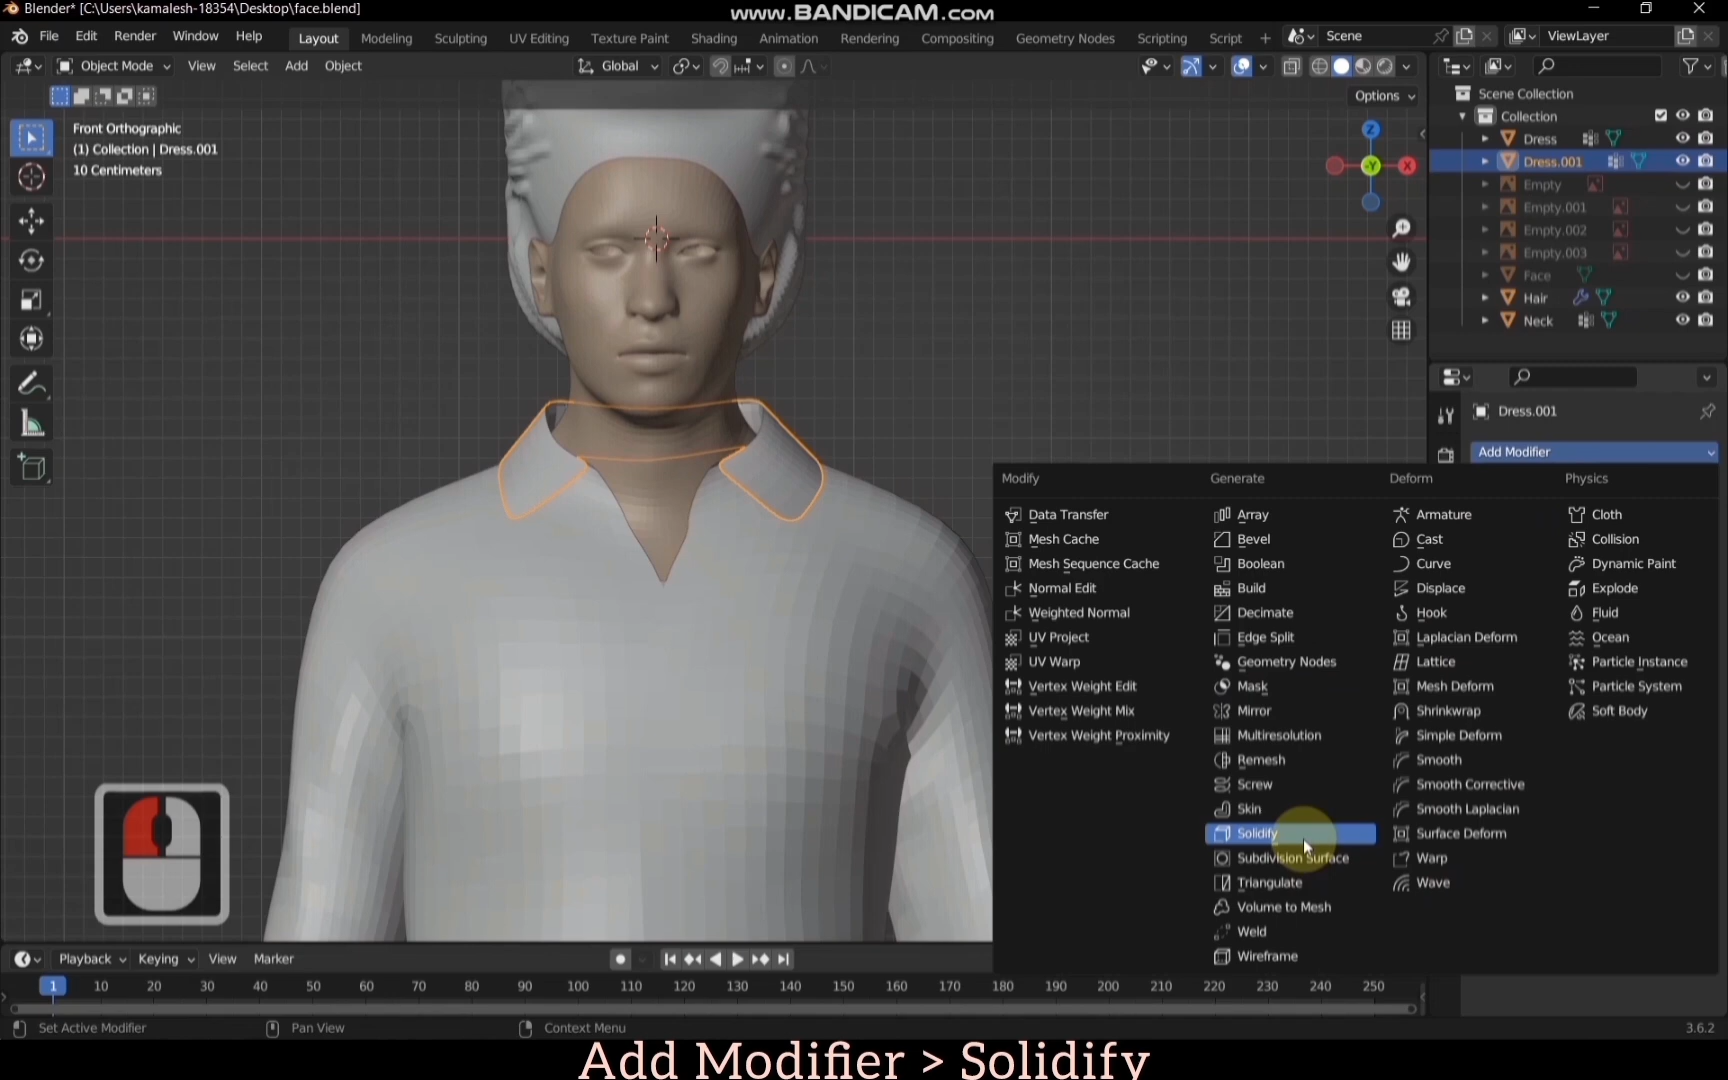 Blender* [C:\Users\kamalesh-18354\Desktop\face.blend]
www.BANDICAM.com
File Edit Render Window Help Layout Modeling Sculpting UV Editing Texture Paint Shading Animation Rendering Compositing Geometry Nodes Scripting Script + Scene ViewLayer
Object Mode View Select Add Object Global
Options
Front Orthographic
(1) Collection | Dress.001
10 Centimeters
Z
-Y
X
Scene Collection
Collection
Dress
Dress.001
Empty
Empty.001
Empty.002
Empty.003
Face
Hair
Neck
Dress.001
Add Modifier
Modify
Data Transfer
Mesh Cache
Mesh Sequence Cache
Normal Edit
Weighted Normal
UV Project
UV Warp
Vertex Weight Edit
Vertex Weight Mix
Vertex Weight Proximity
Generate
Array
Bevel
Boolean
Build
Decimate
Edge Split
Geometry Nodes
Mask
Mirror
Multiresolution
Remesh
Screw
Skin
Solidify
Subdivision Surface
Triangulate
Volume to Mesh
Weld
Wireframe
Deform
Armature
Cast
Curve
Displace
Hook
Laplacian Deform
Lattice
Mesh Deform
Shrinkwrap
Simple Deform
Smooth
Smooth Corrective
Smooth Laplacian
Surface Deform
Warp
Wave
Physics
Cloth
Collision
Dynamic Paint
Explode
Fluid
Ocean
Particle Instance
Particle System
Soft Body
Playback Keying View Marker
1 10 20 30 40 50 60 70 80 90 100 110 120 130 140 150 160 170 180 190 200 210 220 230 240 250
Set Active Modifier Pan View Context Menu 3.6.2
Add Modifier > Solidify